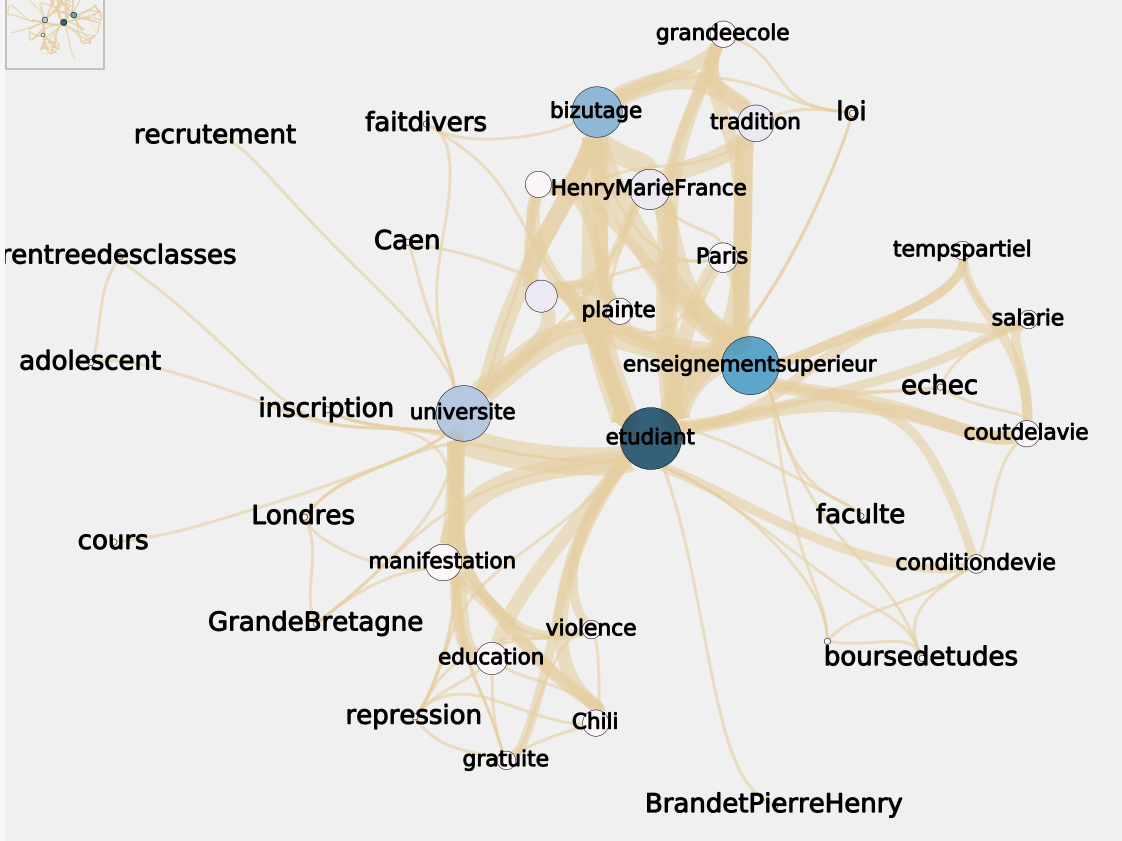 grandeecole
bizutage
loi
faitdivers
tradition
recrutement
HenryMarieFrance
Caen
tempspartiel
rentreedesclasses
Paris
plainte
salarie
adolescent
enseignementsuperieur
echec
inscription
universite
coutdelavie
etudiant
Londres
faculte
cours
manifestation
conditiondevie
GrandeBretagne
violence
education
boursedetudes
repression
Chili
gratuite
BrandetPierreHenry